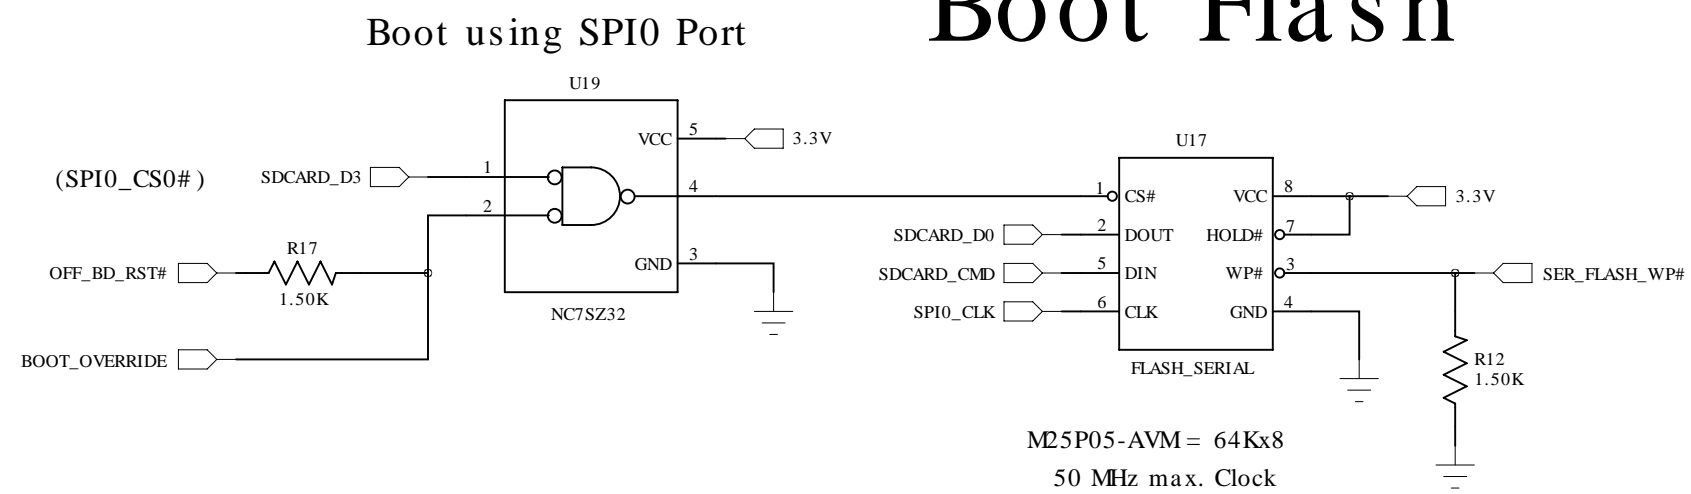 Boot Flash
Boot using SPI0 Port
U19
VCC 5 3.3V
(SPI0_CS0#) SDCARD_D3 1
4
2
GND 3
R17
OFF_BD_RST#
1.50K
NC7SZ32
BOOT_OVERRIDE
U17
1 CS# VCC 8 3.3V
SDCARD_D0 2 DOUT HOLD# 7
SDCARD_CMD 5 DIN WP# 3 SER_FLASH_WP#
SPI0_CLK 6 CLK GND 4
FLASH_SERIAL
R12
1.50K
M25P05-AVM = 64Kx8
50 MHz max. Clock